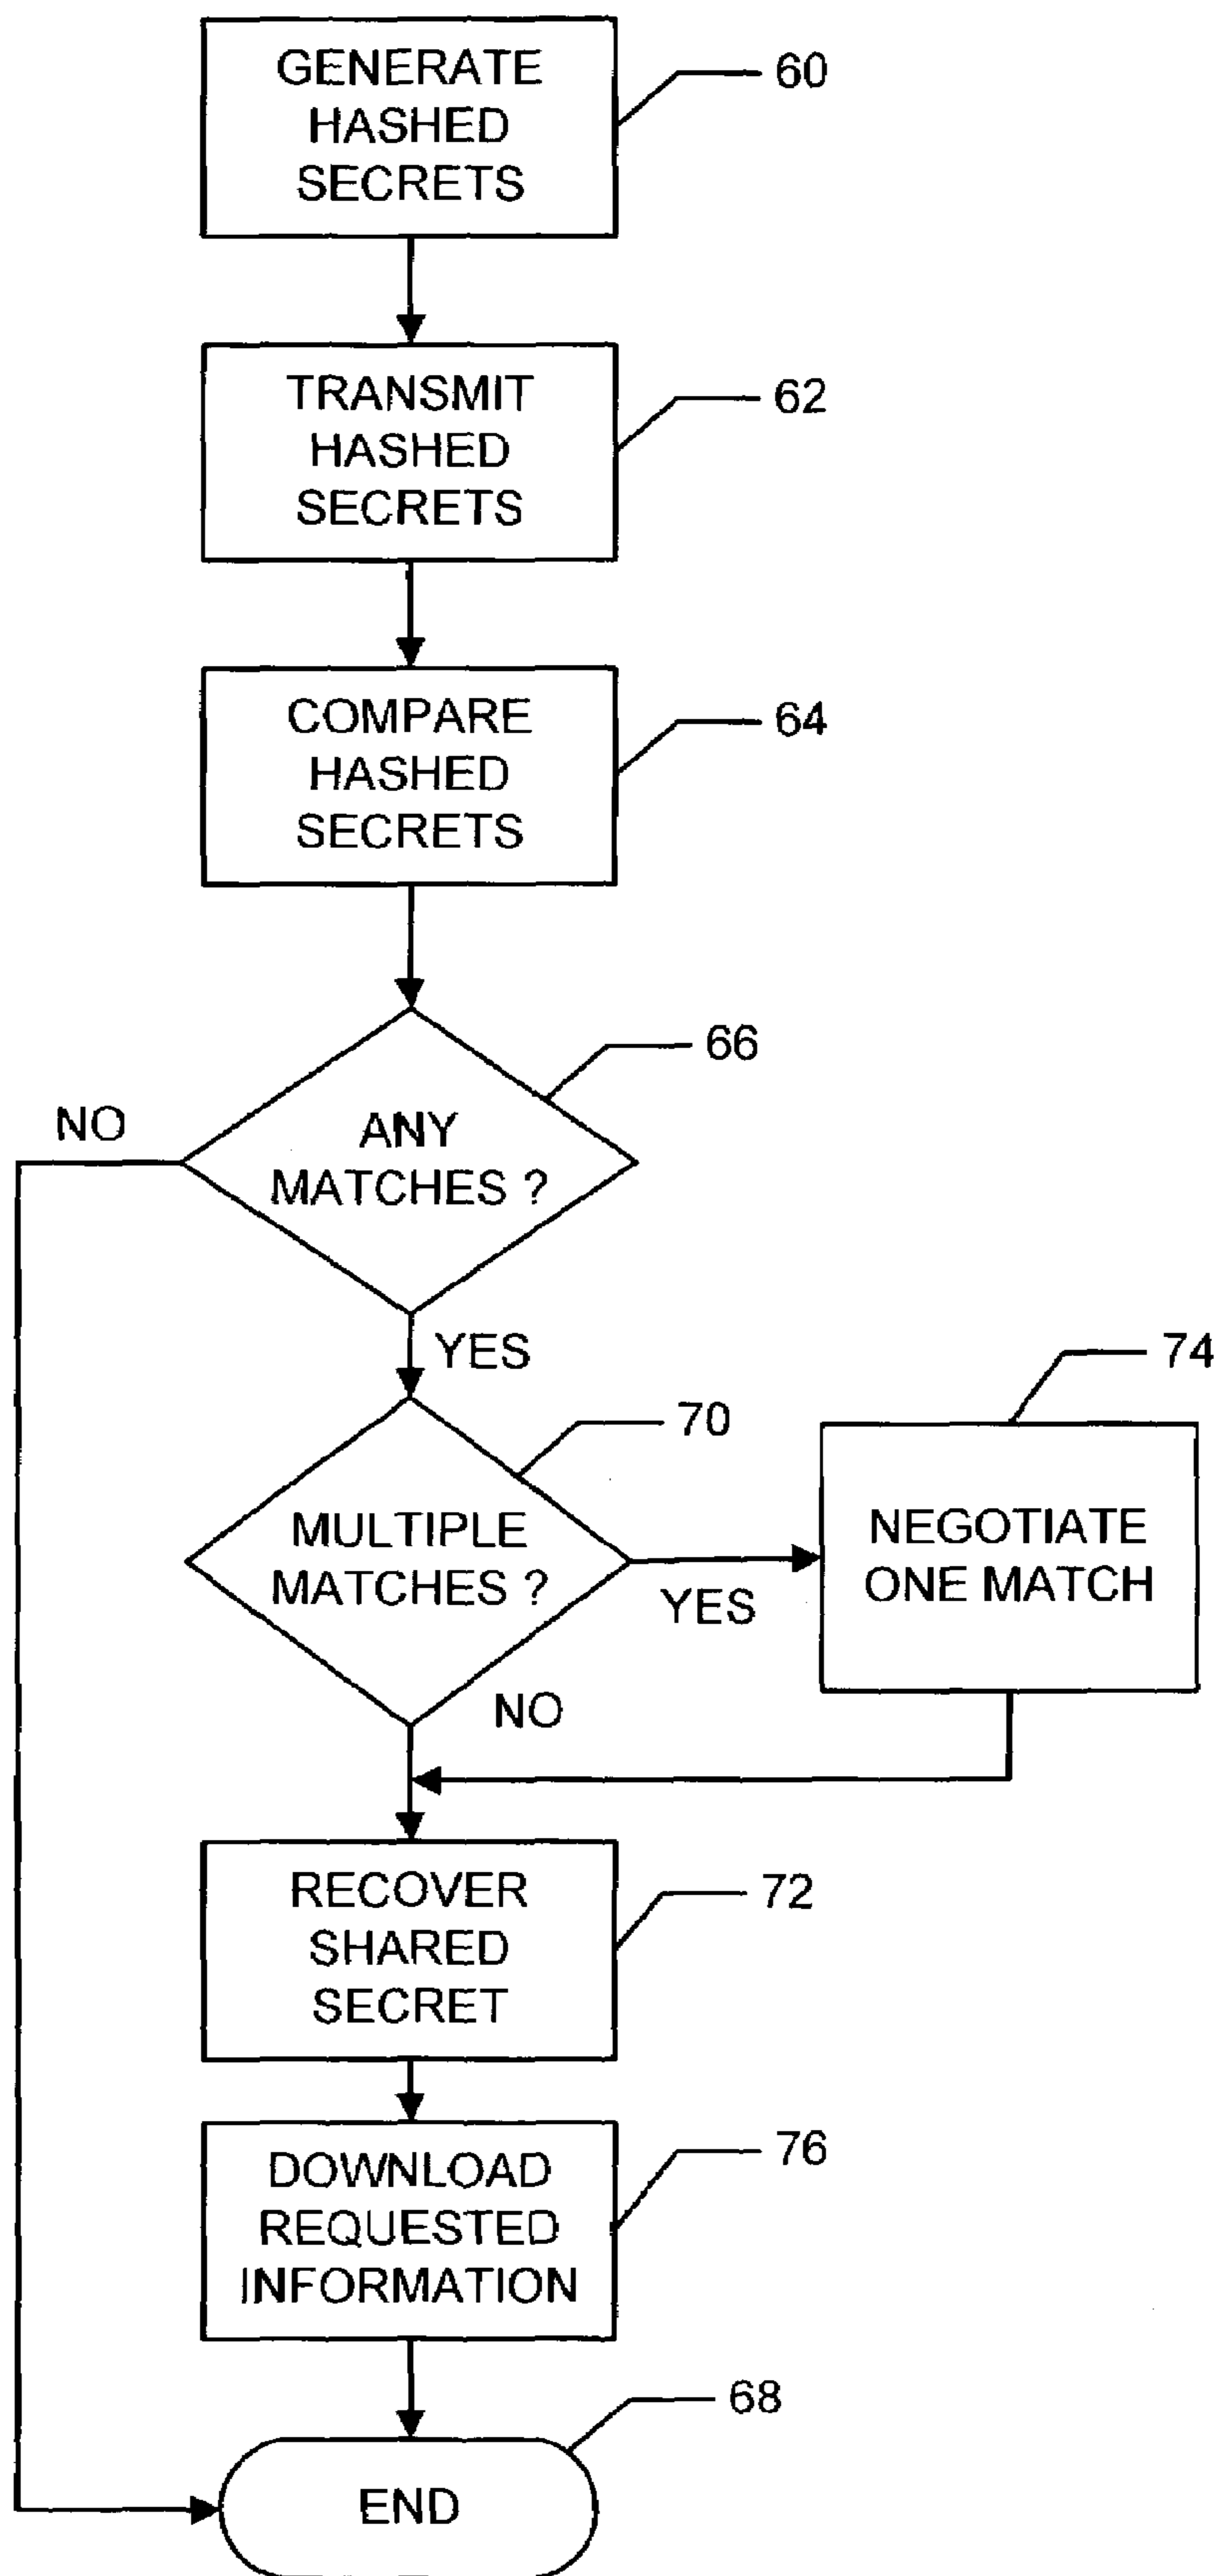 GENERATE
HASHED
SECRETS
60
TRANSMIT
HASHED
SECRETS
62
COMPARE
HASHED
SECRETS
64
66
NO
ANY
MATCHES ?
YES
74
70
MULTIPLE
MATCHES ?
YES
NEGOTIATE
ONE MATCH
NO
RECOVER
SHARED
SECRET
72
DOWNLOAD
REQUESTED
INFORMATION
76
68
END